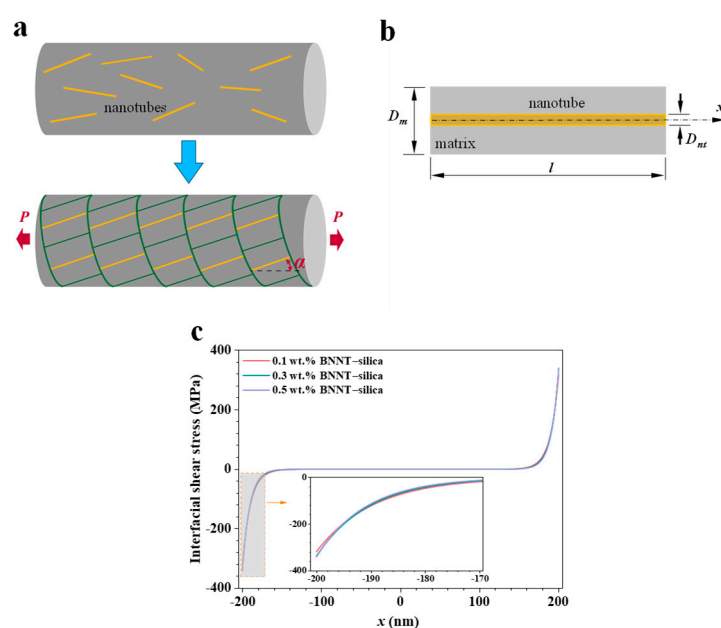 a
nanotubes
P
P
α
b
x
nanotube
D_m
D_nt
matrix
l
c
0.1 wt.% BNNT–silica
0.3 wt.% BNNT–silica
0.5 wt.% BNNT–silica
Interfacial shear stress (MPa)
400
200
0
-200
-400
0
-200
-400
-200
-190
-180
-170
-200
-100
0
100
200
x (nm)